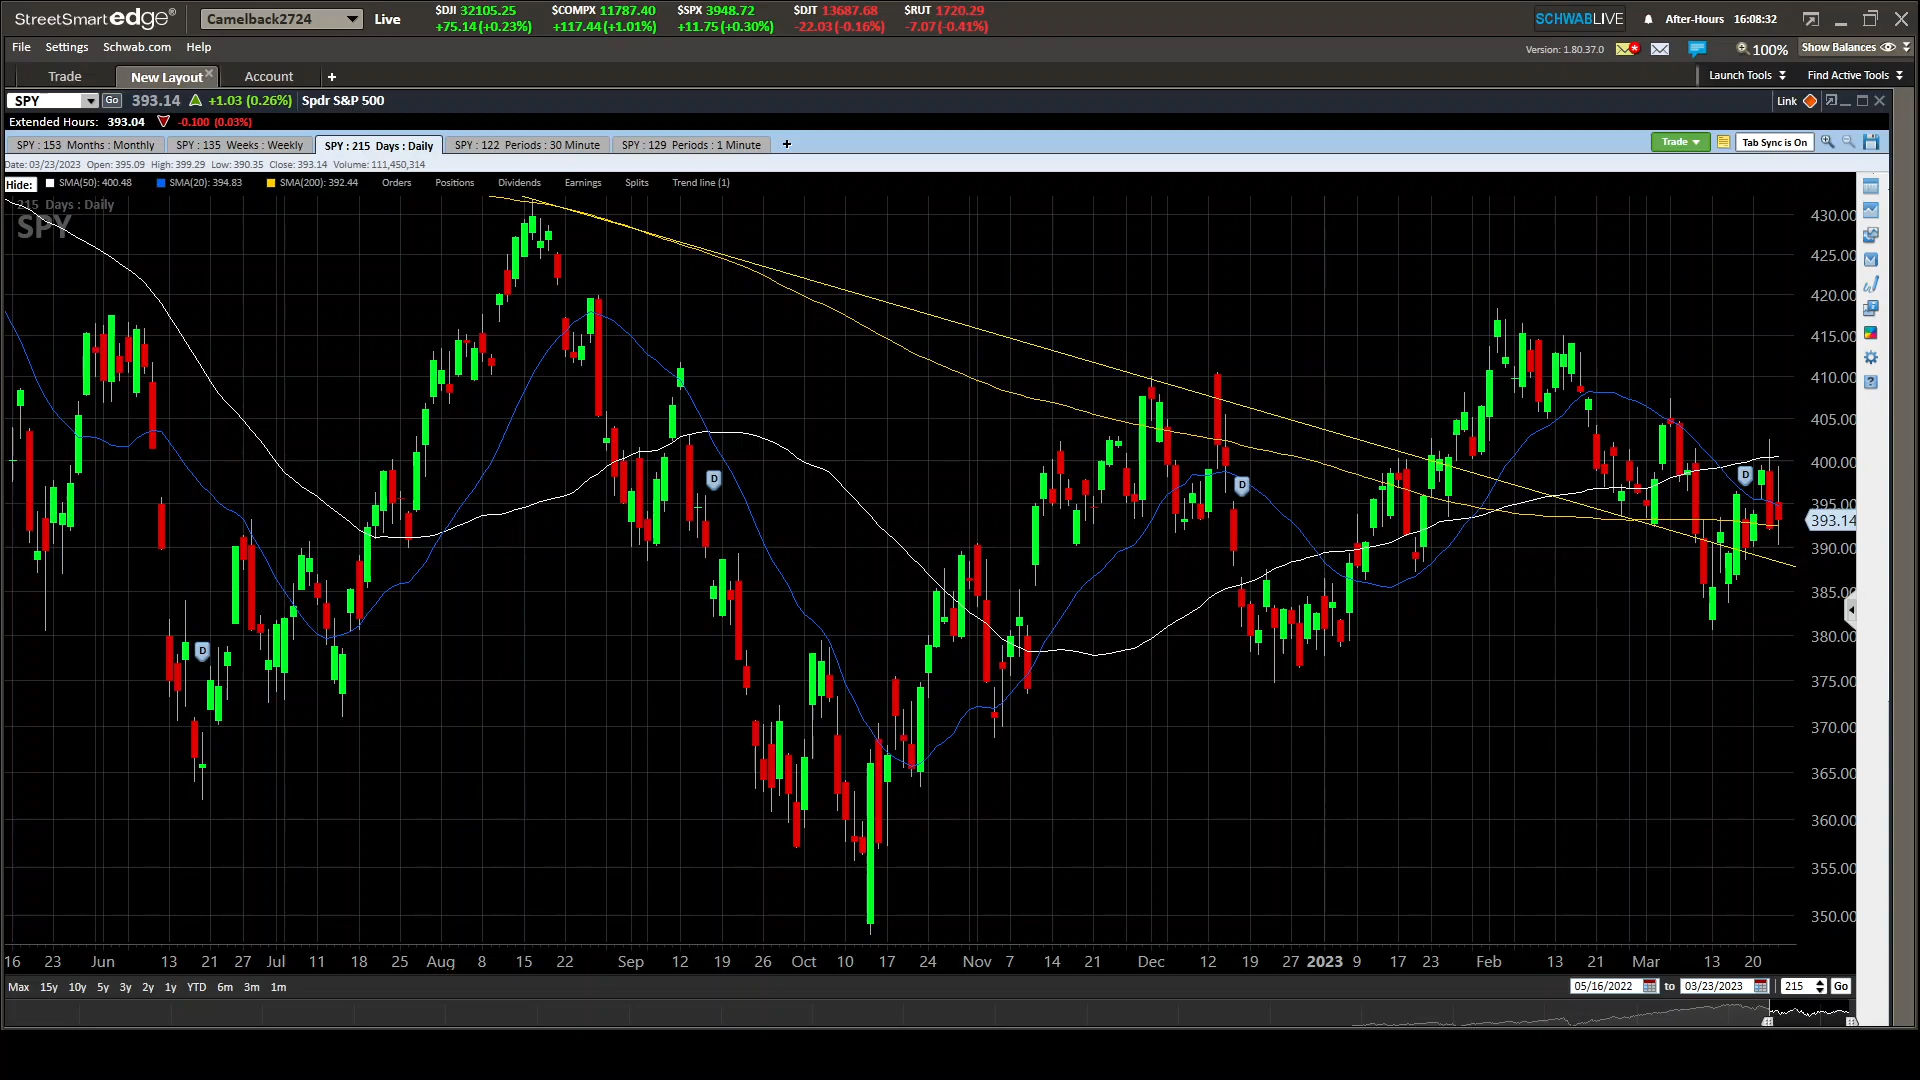 StreetSmart edge® Camelback2724 Live $DJI 32105.25 $COMPX 11787.40 $SPX 3948.72 $DJT 13687.68 $RUT 1720.29 SCHWABLIVE After-Hours 16:08:32
+75.14(+0.23%) +117.44(+1.01%) +11.75(+0.30%) -22.03(-0.16%) -7.07(-0.41%)
File Settings Schwab.com Help Version: 1.80.37.0 100% Show Balances
Trade New Layout Account + Launch Tools Find Active Tools
SPY Go 393.14 +1.03 (0.26%) Spdr S&P 500 Link
Extended Hours: 393.04 -0.100 (0.03%)
SPY : 153 Months : Monthly SPY : 135 Weeks : Weekly SPY : 215 Days : Daily SPY : 122 Periods : 30 Minute SPY : 129 Periods : 1 Minute + Trade Tab Sync is On
Date: 03/23/2023 Open: 395.09 High: 399.29 Low: 390.35 Close: 393.14 Volume: 111,450,314
Hide: SMA(50): 400.48 SMA(20): 394.83 SMA(200): 392.44 Orders Positions Dividends Earnings Splits Trend line (1)
215 Days : Daily
SPY
430.00
425.00
420.00
415.00
410.00
405.00
400.00
395.00
393.14
390.00
385.00
380.00
375.00
370.00
365.00
360.00
355.00
350.00
D
D
D
D
16 23 Jun 13 21 27 Jul 11 18 25 Aug 8 15 22 Sep 12 19 26 Oct 10 17 24 Nov 7 14 21 Dec 12 19 27 2023 9 17 23 Feb 13 21 Mar 13 20
Max 15y 10y 5y 3y 2y 1y YTD 6m 3m 1m 05/16/2022 to 03/23/2023 215 Go